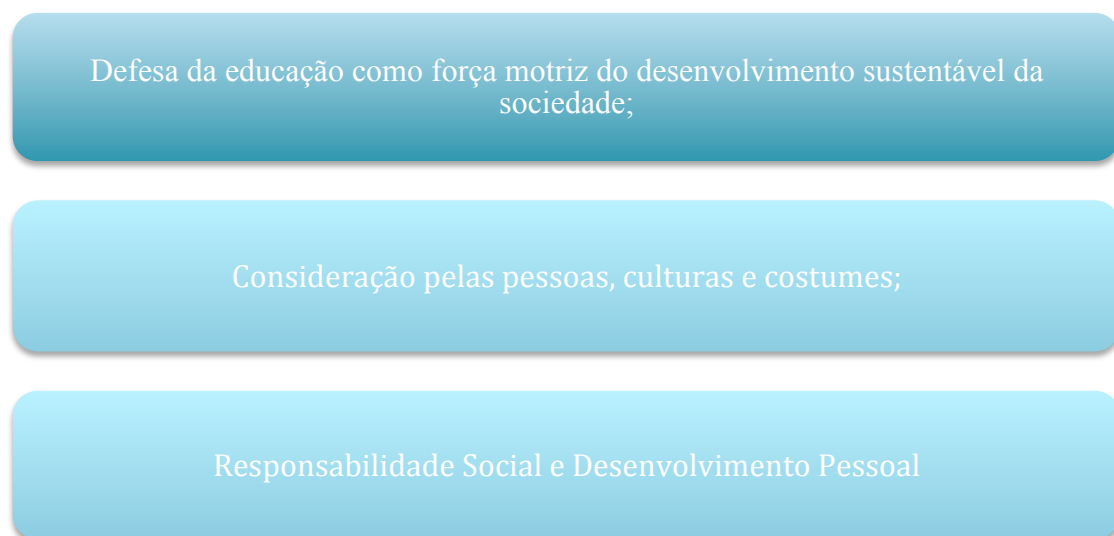 Defesa da educação como força motriz do desenvolvimento sustentável da
sociedade;
Consideração pelas pessoas, culturas e costumes;
Responsabilidade Social e Desenvolvimento Pessoal